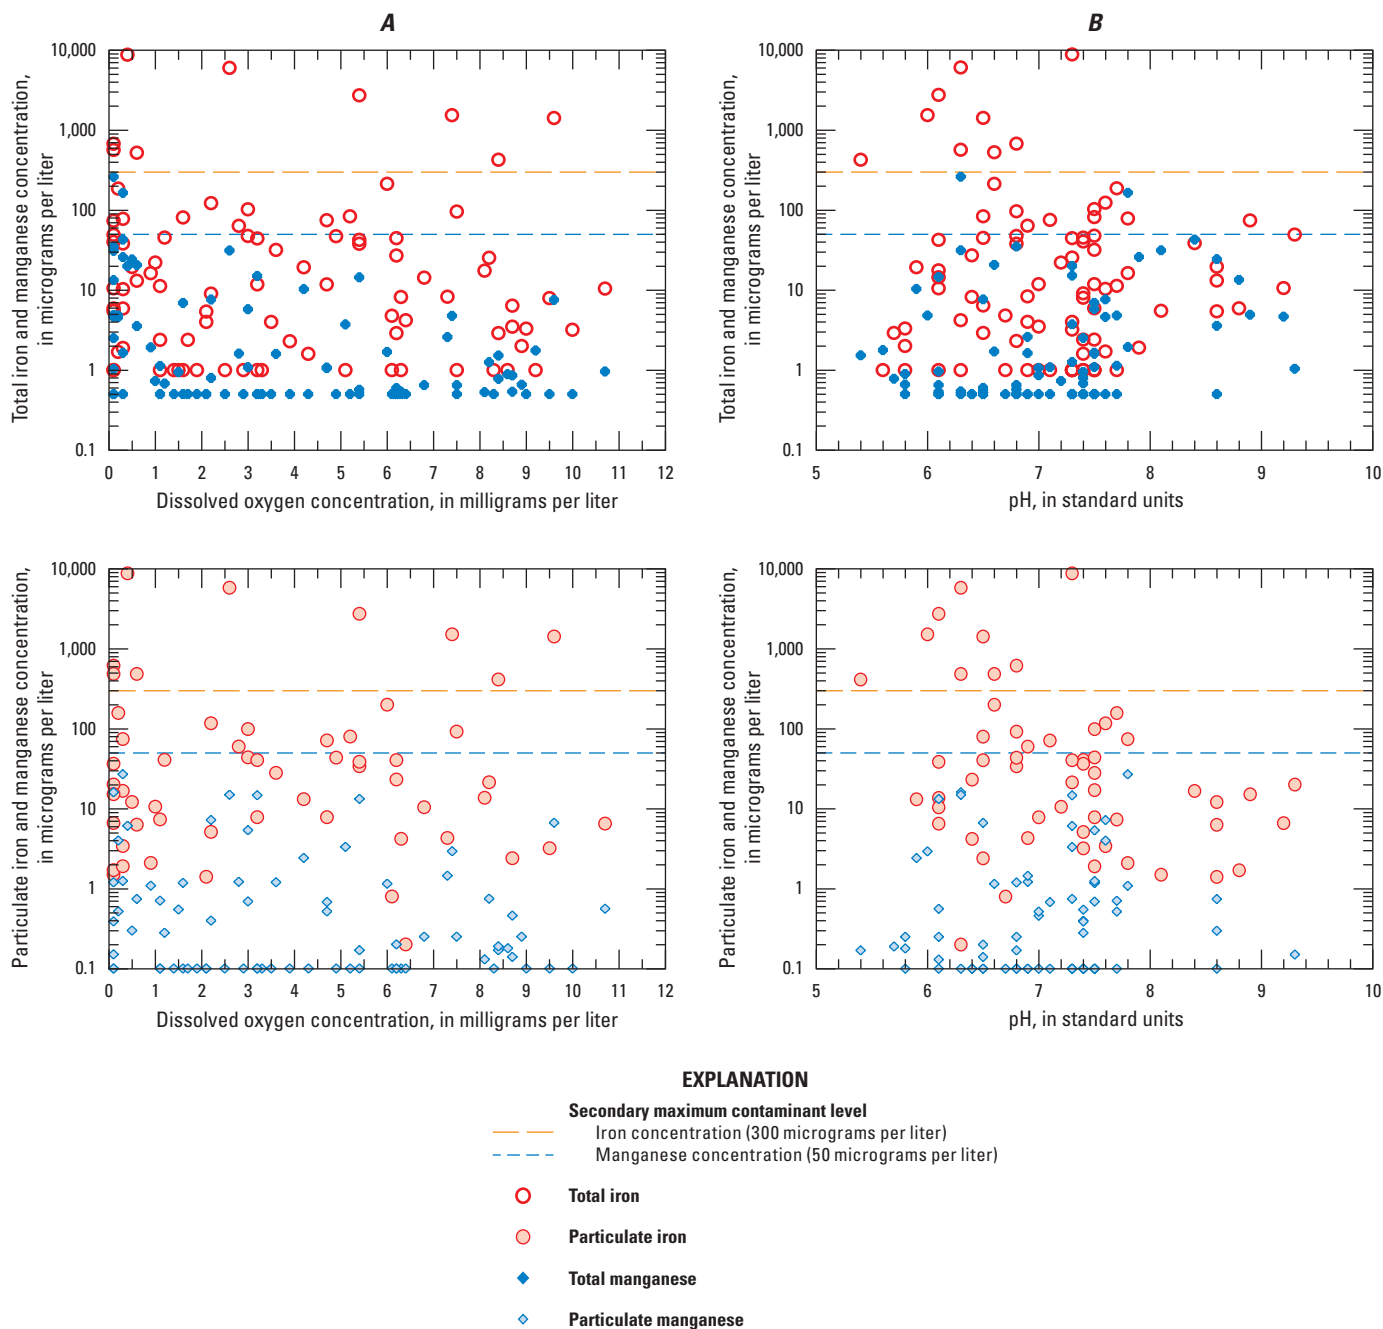 A
B
Total iron and manganese concentration,
in micrograms per liter
10,000
1,000
100
10
1
0.1
0 1 2 3 4 5 6 7 8 9 10 11 12
Dissolved oxygen concentration, in milligrams per liter
Total iron and manganese concentration,
in micrograms per liter
10,000
1,000
100
10
1
0.1
5 6 7 8 9 10
pH, in standard units
Particulate iron and manganese concentration,
in micrograms per liter
10,000
1,000
100
10
1
0.1
0 1 2 3 4 5 6 7 8 9 10 11 12
Dissolved oxygen concentration, in milligrams per liter
Particulate iron and manganese concentration,
in micrograms per liter
10,000
1,000
100
10
1
0.1
5 6 7 8 9 10
pH, in standard units
EXPLANATION
Secondary maximum contaminant level
Iron concentration (300 micrograms per liter)
Manganese concentration (50 micrograms per liter)
Total iron
Particulate iron
Total manganese
Particulate manganese